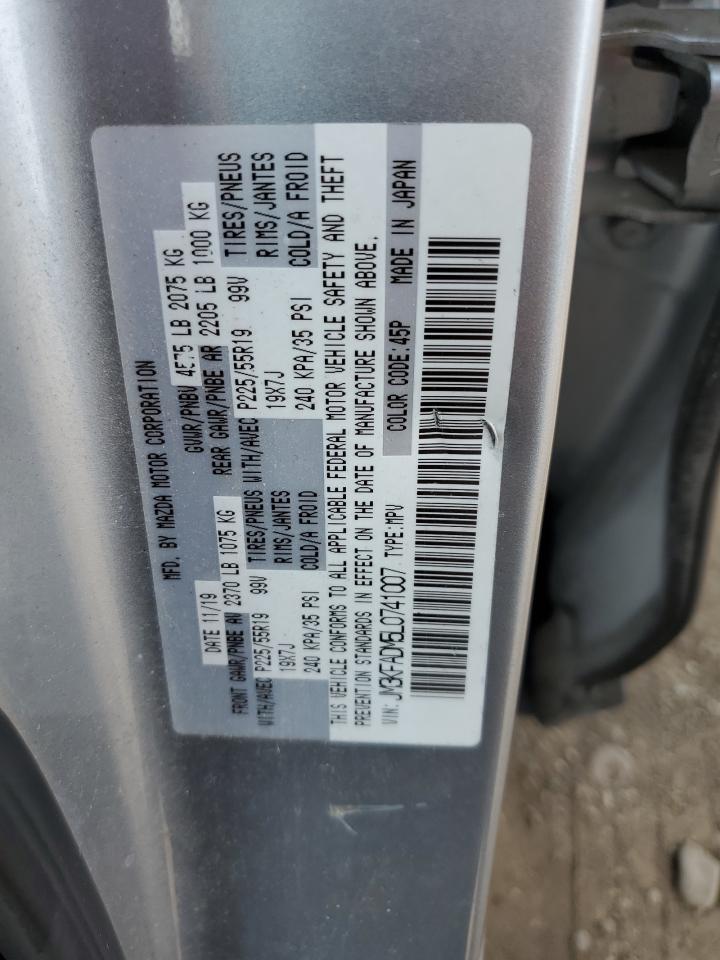 MFD. BY MAZDA MOTOR CORPORATION
DATE 11/19 GVWR/PNBV 4575 LB 2075 KG
FRONT GAWR/PNBE AV 2370 LB 1075 KG REAR GAWR/PNBE AR 2205 LB 1000 KG
WITH/AVEC P225/55R19 99V TIRES/PNEUS WITH/AVEC P225/55R19 99V TIRES/PNEUS
19X7J RIMS/JANTES 19X7J RIMS/JANTES
240 KPA/35 PSI COLD/A FROID 240 KPA/35 PSI COLD/A FROID
THIS VEHICLE CONFORMS TO ALL APPLICABLE FEDERAL MOTOR VEHICLE SAFETY AND THEFT
PREVENTION STANDARDS IN EFFECT ON THE DATE OF MANUFACTURE SHOWN ABOVE.
VIN: JM3KFADM5L0741007 TYPE:MPV COLOR CODE:45P MADE IN JAPAN